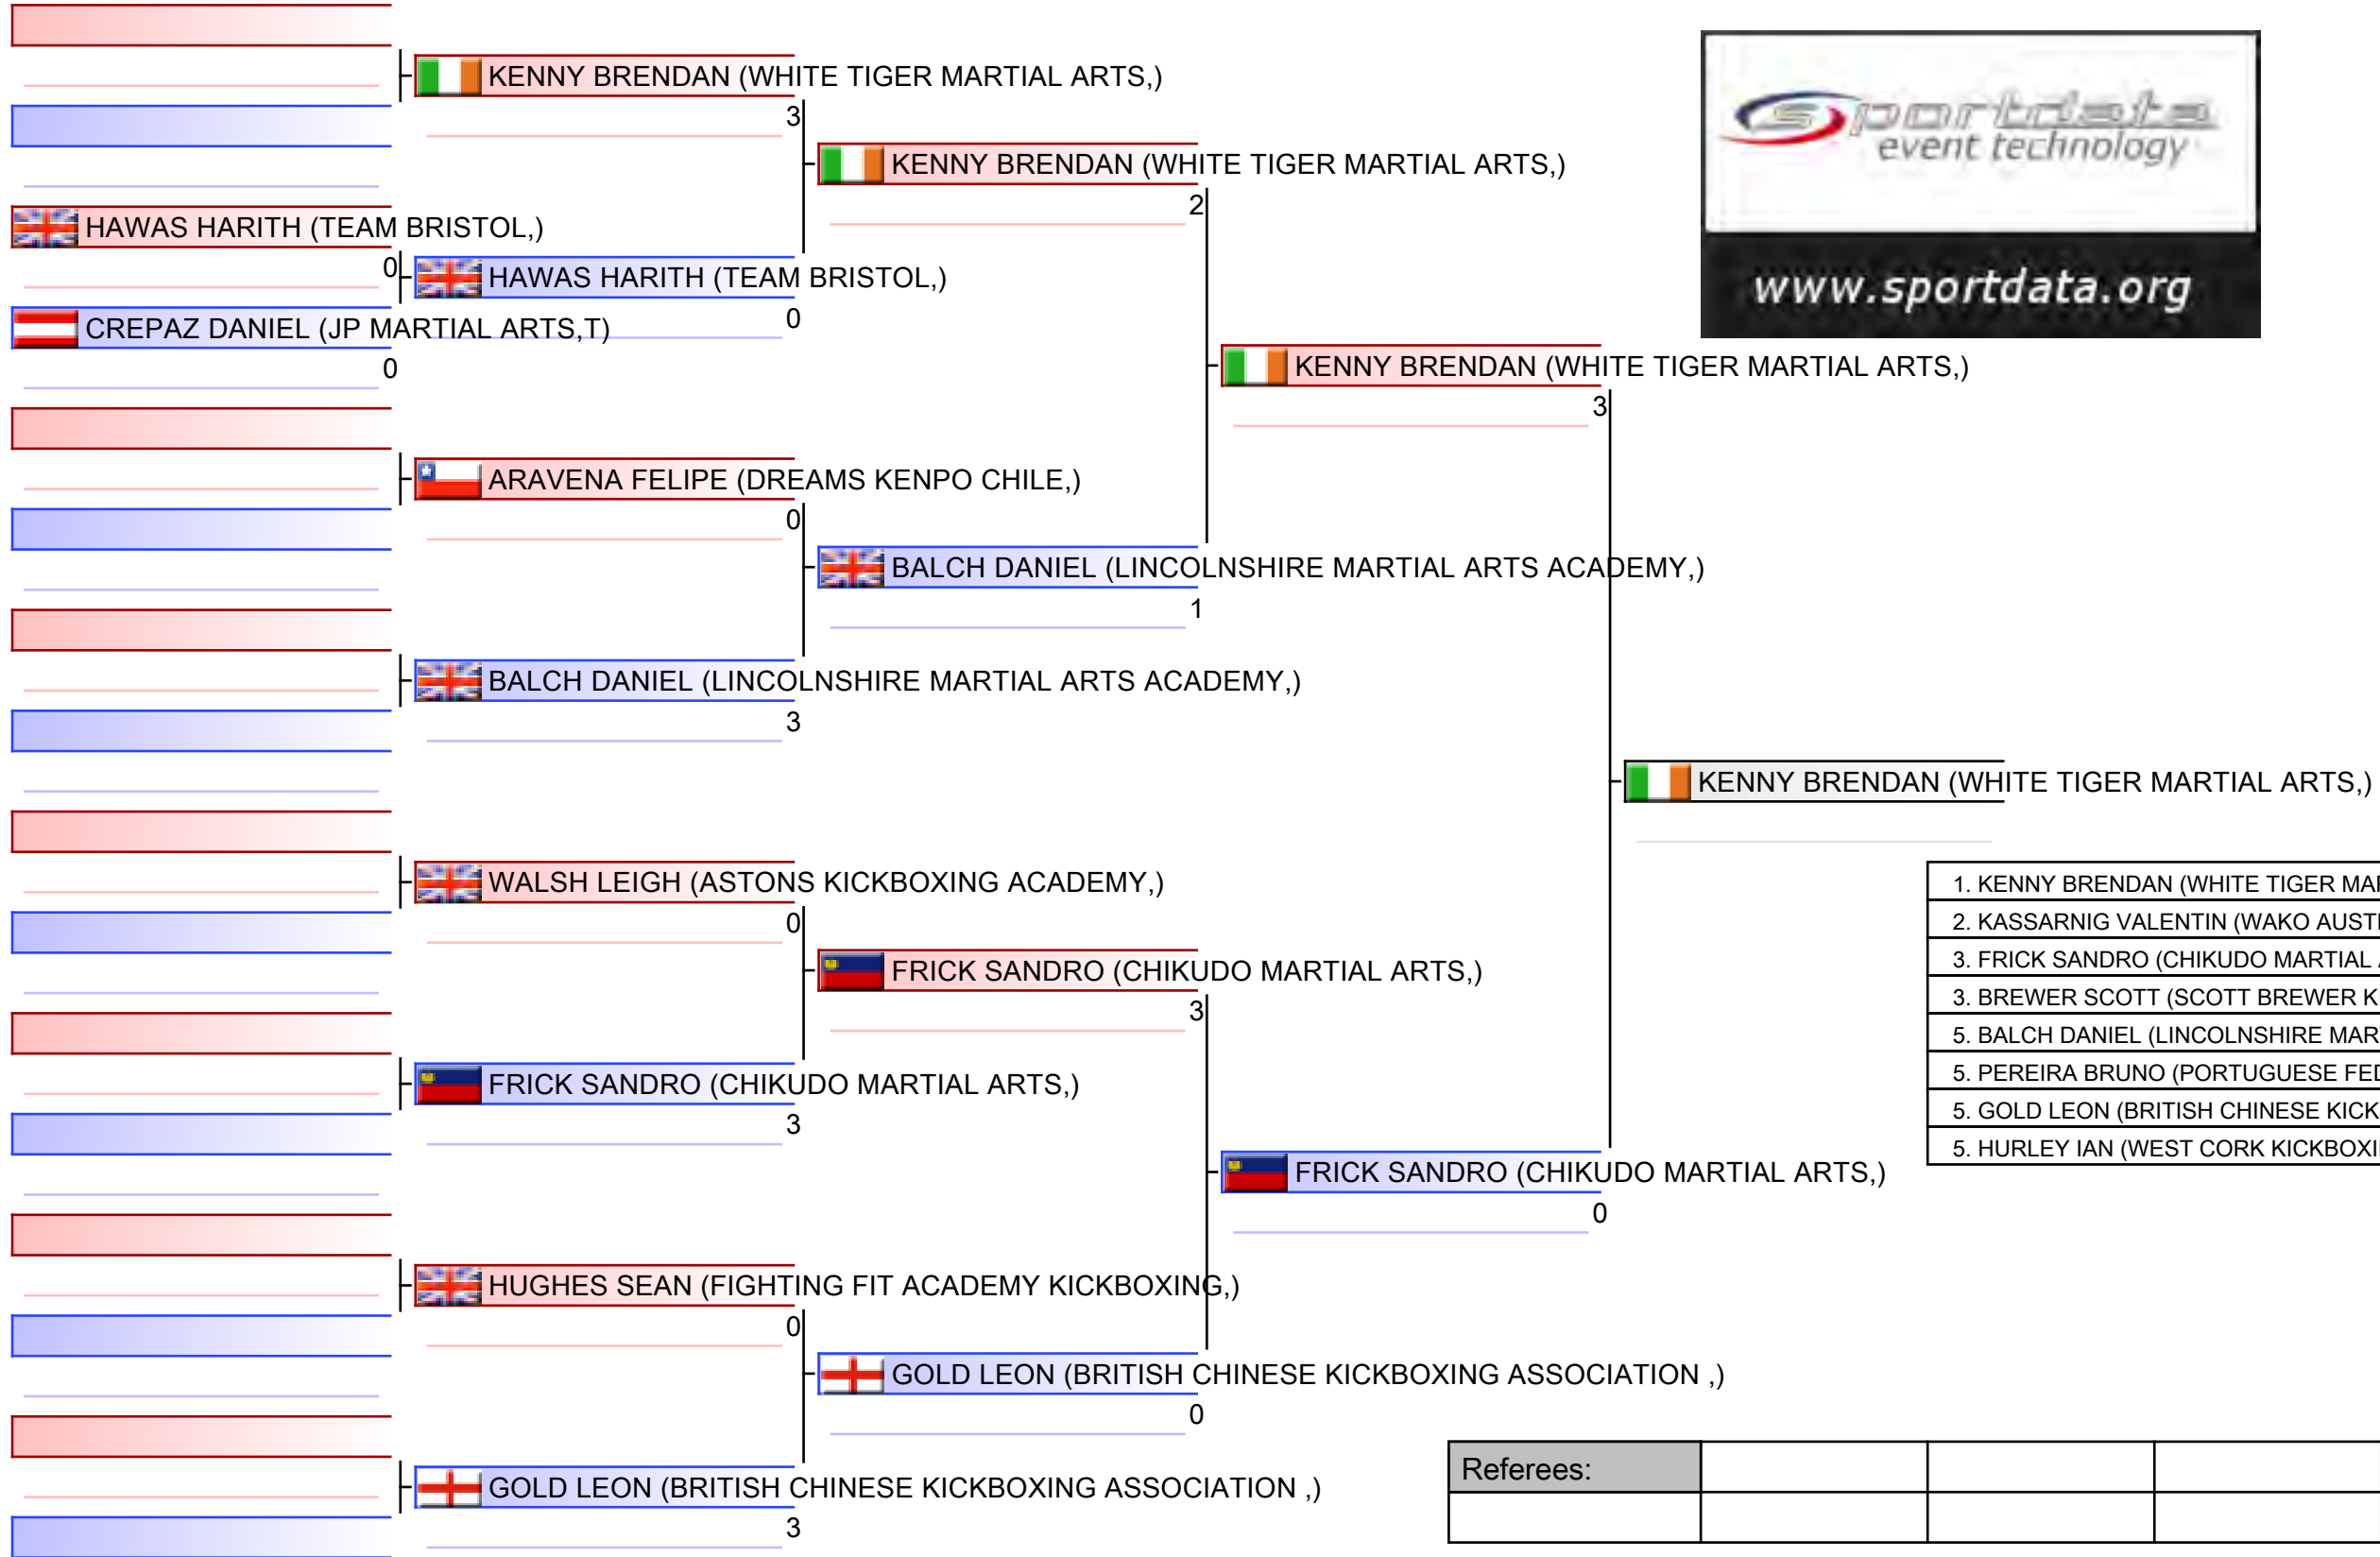 KENNY BRENDAN (WHITE TIGER MARTIAL ARTS,)
3
sportdata
event technology
www.sportdata.org
KENNY BRENDAN (WHITE TIGER MARTIAL ARTS,)
2
HAWAS HARITH (TEAM BRISTOL,)
0
HAWAS HARITH (TEAM BRISTOL,)
0
CREPAZ DANIEL (JP MARTIAL ARTS,T)
0
KENNY BRENDAN (WHITE TIGER MARTIAL ARTS,)
3
ARAVENA FELIPE (DREAMS KENPO CHILE,)
0
BALCH DANIEL (LINCOLNSHIRE MARTIAL ARTS ACADEMY,)
1
BALCH DANIEL (LINCOLNSHIRE MARTIAL ARTS ACADEMY,)
3
KENNY BRENDAN (WHITE TIGER MARTIAL ARTS,)
WALSH LEIGH (ASTONS KICKBOXING ACADEMY,)
0
FRICK SANDRO (CHIKUDO MARTIAL ARTS,)
3
FRICK SANDRO (CHIKUDO MARTIAL ARTS,)
3
FRICK SANDRO (CHIKUDO MARTIAL ARTS,)
0
HUGHES SEAN (FIGHTING FIT ACADEMY KICKBOXING,)
0
GOLD LEON (BRITISH CHINESE KICKBOXING ASSOCIATION ,)
0
GOLD LEON (BRITISH CHINESE KICKBOXING ASSOCIATION ,)
3
1. KENNY BRENDAN (WHITE TIGER
2. KASSARNIG VALENTIN (WAKO
3. FRICK SANDRO (CHIKUDO MARTIAL
3. BREWER SCOTT (SCOTT BREWER
5. BALCH DANIEL (LINCOLNSHIRE
5. PEREIRA BRUNO (PORTUGUESE
5. GOLD LEON (BRITISH CHINESE
5. HURLEY IAN (WEST CORK
Referees: